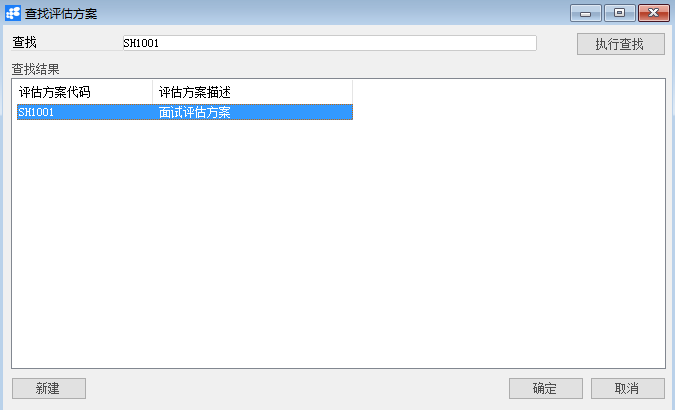 查找评估方案
查找 SH1001 执行查找
查找结果
评估方案代码 评估方案描述
SH1001 面试评估方案
新建 确定 取消